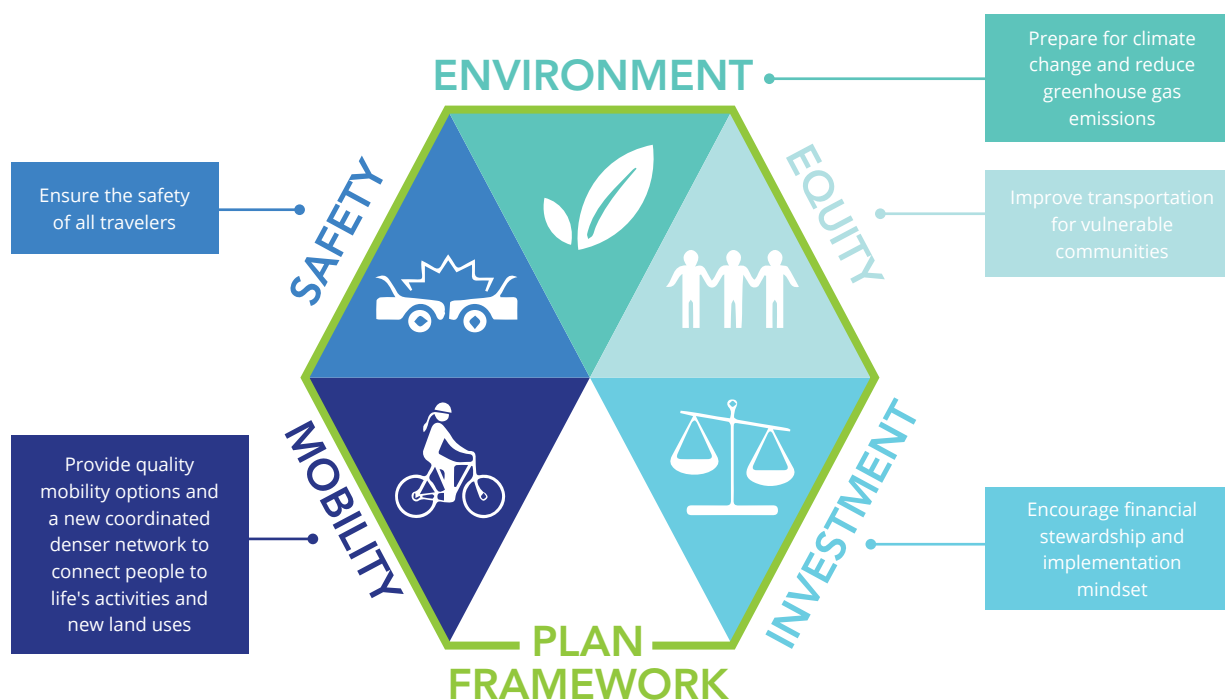 ENVIRONMENT
Prepare for climate
change and reduce
greenhouse gas
emissions
SAFETY
Ensure the safety
of all travelers
EQUITY
Improve transportation
for vulnerable
communities
MOBILITY
Provide quality
mobility options and
a new coordinated
denser network to
connect people to
life's activities and
new land uses
INVESTMENT
Encourage financial
stewardship and
implementation
mindset
PLAN
FRAMEWORK